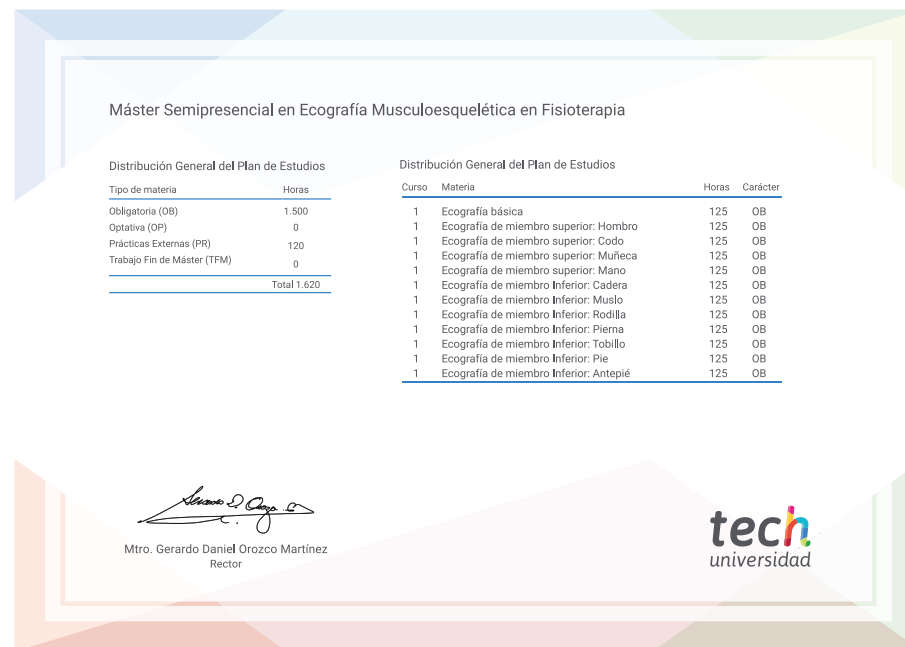 Máster Semipresencial en Ecografía Musculoesquelética en Fisioterapia
Distribución General del Plan de Estudios
Tipo de materia Horas
Obligatoria (OB) 1.500
Optativa (OP) 0
Prácticas Externas (PR) 120
Trabajo Fin de Máster (TFM) 0
Total 1.620
Distribución General del Plan de Estudios
Curso Materia Horas Carácter
1 Ecografía básica 125 OB
1 Ecografía de miembro superior: Hombro 125 OB
1 Ecografía de miembro superior: Codo 125 OB
1 Ecografía de miembro superior: Muñeca 125 OB
1 Ecografía de miembro superior: Mano 125 OB
1 Ecografía de miembro Inferior: Cadera 125 OB
1 Ecografía de miembro Inferior: Muslo 125 OB
1 Ecografía de miembro Inferior: Rodilla 125 OB
1 Ecografía de miembro Inferior: Pierna 125 OB
1 Ecografía de miembro Inferior: Tobillo 125 OB
1 Ecografía de miembro Inferior: Pie 125 OB
1 Ecografía de miembro Inferior: Antepié 125 OB
Mtro. Gerardo Daniel Orozco Martínez
Rector
tech
universidad